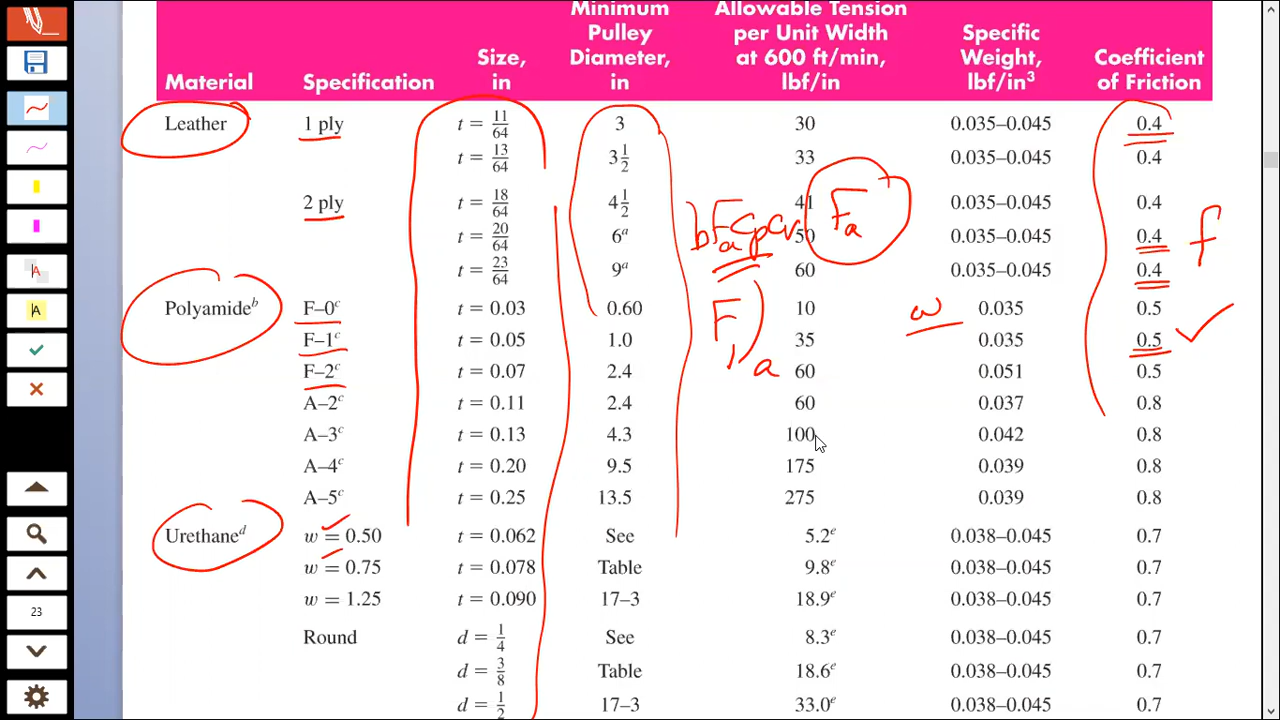 Minimum Allowable Tension
Pulley per Unit Width Specific Coefficient
Size, Diameter, at 600 ft/min, Weight, of Friction
Material Specification in in lbf/in lbf/in³
Leather 1 ply t = 11/64 3 30 0.035–0.045 0.4
t = 13/64 3 1/2 33 0.035–0.045 0.4
2 ply t = 18/64 4 1/2 41 0.035–0.045 0.4
t = 20/64 6ᵃ 50 0.035–0.045 0.4
t = 23/64 9ᵃ 60 0.035–0.045 0.4
Polyamideᵇ F–0ᶜ t = 0.03 0.60 10 0.035 0.5
F–1ᶜ t = 0.05 1.0 35 0.035 0.5
F–2ᶜ t = 0.07 2.4 60 0.051 0.5
A–2ᶜ t = 0.11 2.4 60 0.037 0.8
A–3ᶜ t = 0.13 4.3 100 0.042 0.8
A–4ᶜ t = 0.20 9.5 175 0.039 0.8
A–5ᶜ t = 0.25 13.5 275 0.039 0.8
Urethaneᵈ w = 0.50 t = 0.062 See 5.2ᵉ 0.038–0.045 0.7
w = 0.75 t = 0.078 Table 9.8ᵉ 0.038–0.045 0.7
w = 1.25 t = 0.090 17–3 18.9ᵉ 0.038–0.045 0.7
Round d = 1/4 See 8.3ᵉ 0.038–0.045 0.7
d = 3/8 Table 18.6ᵉ 0.038–0.045 0.7
d = 1/2 17–3 33.0ᵉ 0.038–0.045 0.7
Fa
bFaCpCv
F1)a
w
f
A
A
23